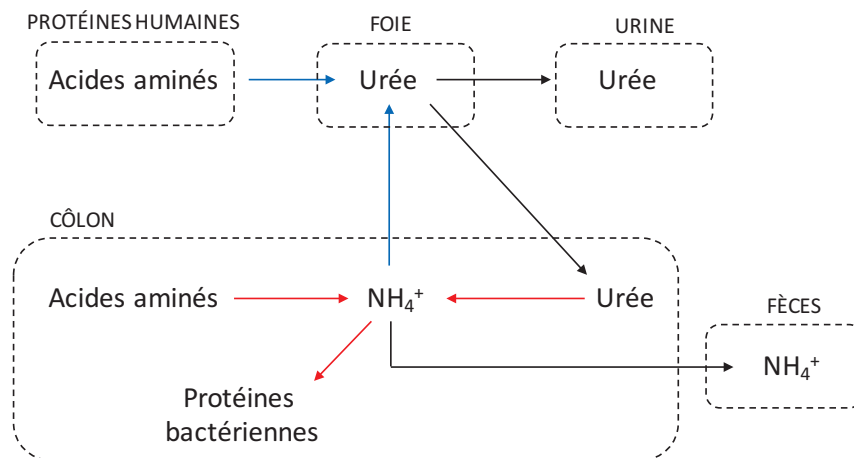 PROTÉINES HUMAINES
FOIE
URINE
Acides aminés
Urée
Urée
CÔLON
Acides aminés
NH₄⁺
Urée
FÈCES
NH₄⁺
Protéines
bactériennes